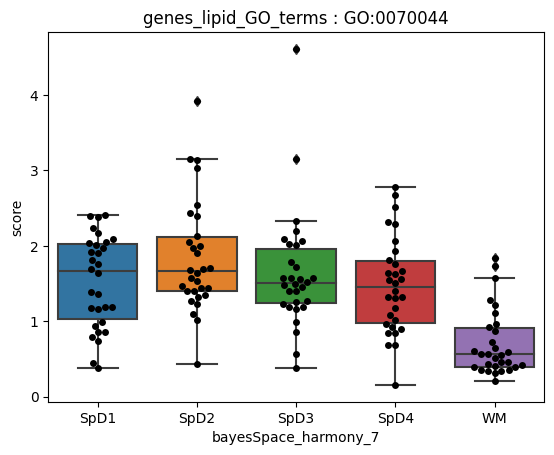 genes_lipid_GO_terms : GO:0070044
4
3
2
1
0
score
SpD1 SpD2 SpD3 SpD4 WM
bayesSpace_harmony_7